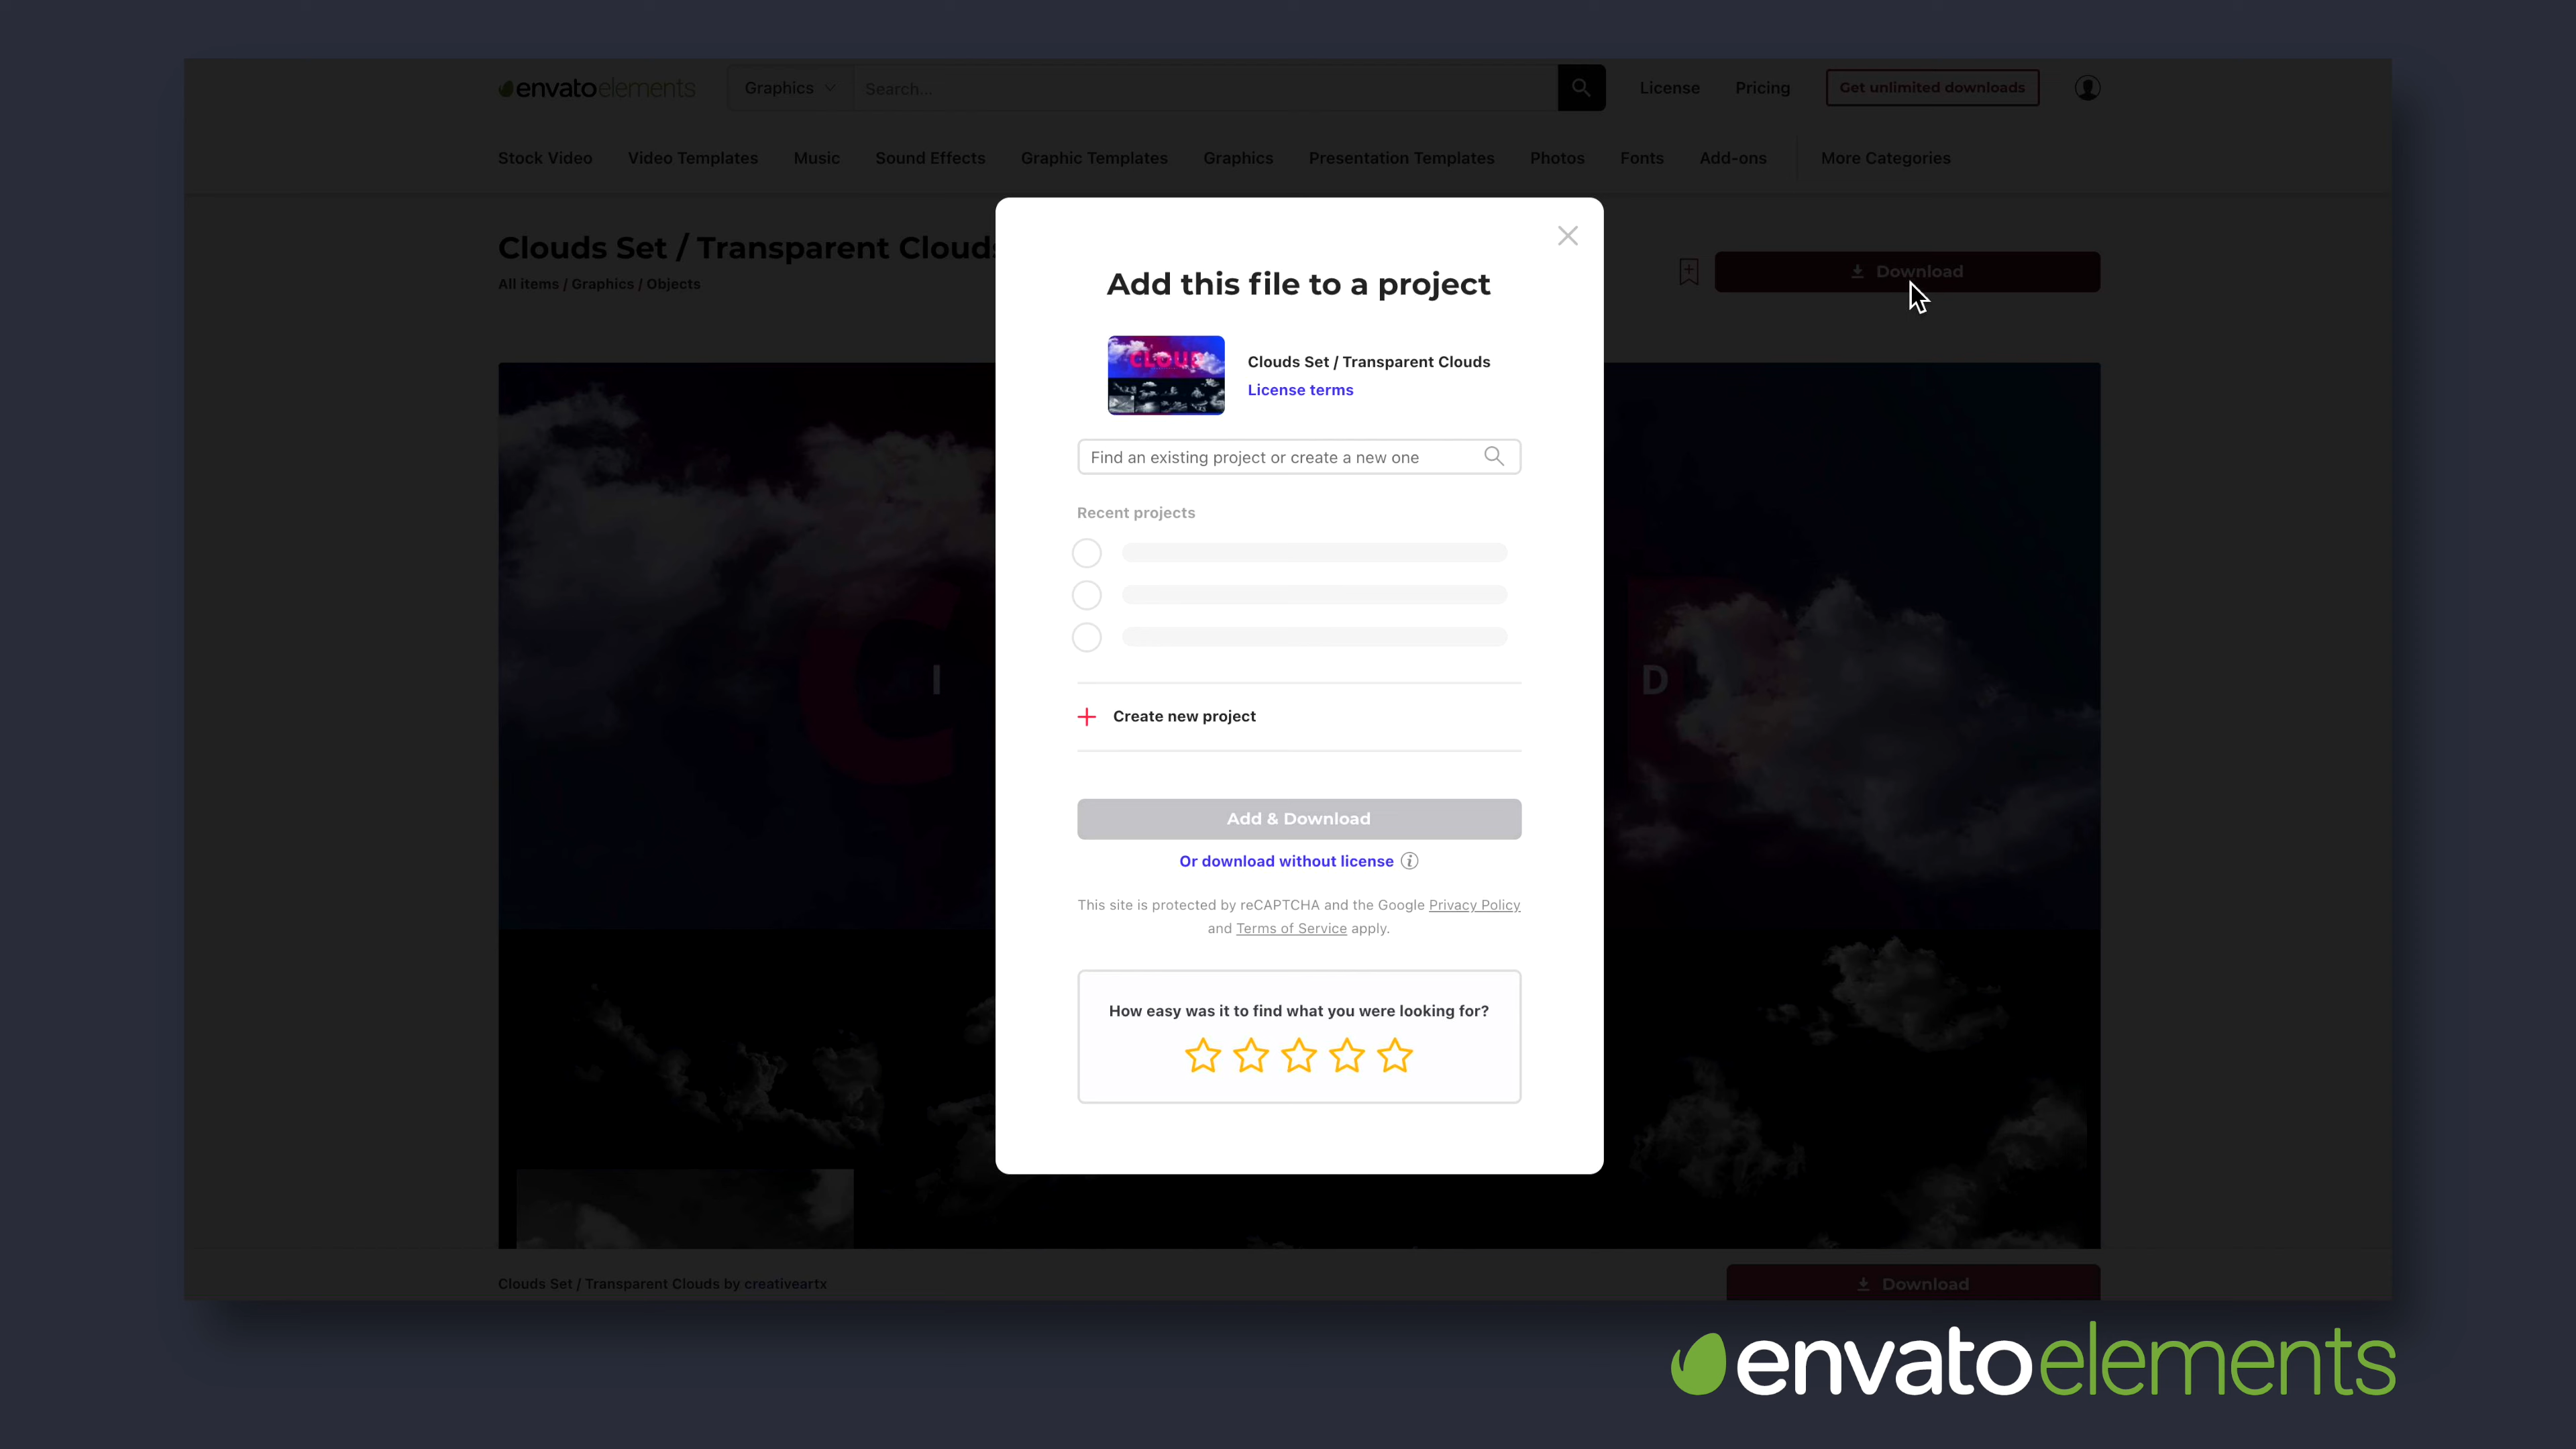 envatoelements
Graphics
Search...
License
Pricing
Get unlimited downloads
Stock Video
Video Templates
Music
Sound Effects
Graphic Templates
Graphics
Presentation Templates
Photos
Fonts
Add-ons
More Categories
Clouds Set / Transparent Clouds
All items / Graphics / Objects
Download
Add this file to a project
CLOUD
Clouds Set / Transparent Clouds
License terms
Find an existing project or create a new one
Recent projects
C
I
D
Create new project
Add & Download
Or download without license
This site is protected by reCAPTCHA and the Google Privacy Policy
and Terms of Service apply.
How easy was it to find what you were looking for?
Clouds Set / Transparent Clouds by creativeartx
Download
envatoelements